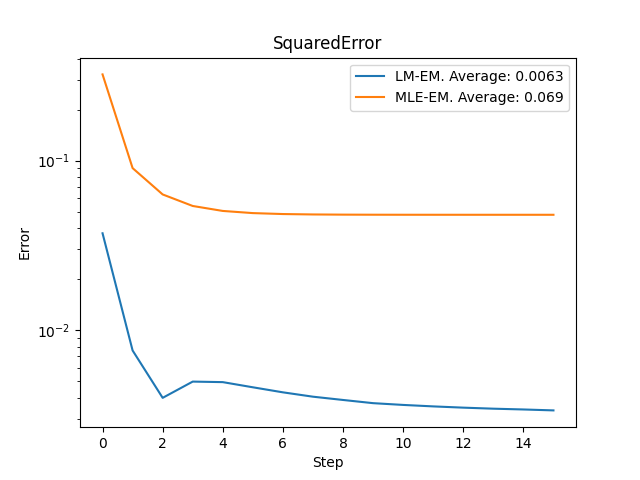 SquaredError
LM-EM. Average: 0.0063
MLE-EM. Average: 0.069
10⁻¹
10⁻²
Error
0 2 4 6 8 10 12 14
Step